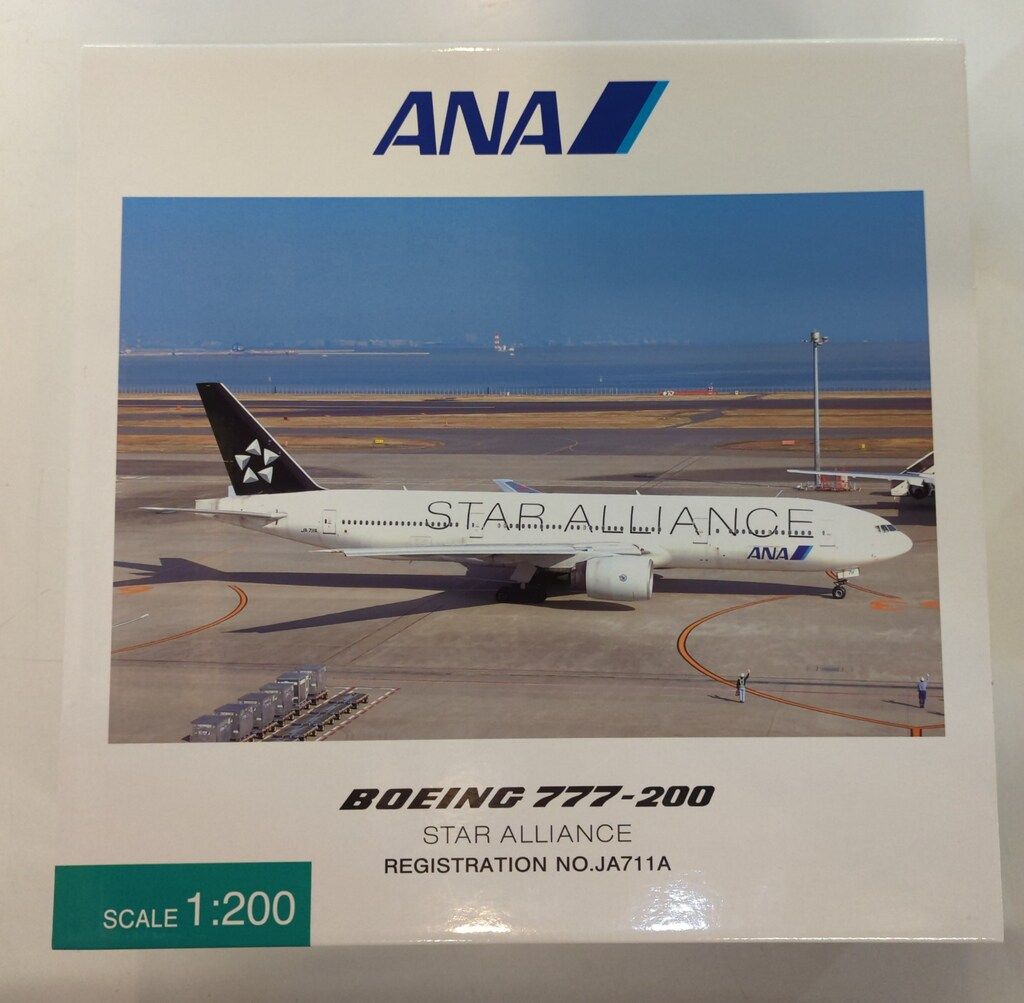 ANA
STAR ALLIANCE
ANA
BOEING 777-200
STAR ALLIANCE
REGISTRATION NO.JA711A
SCALE 1:200